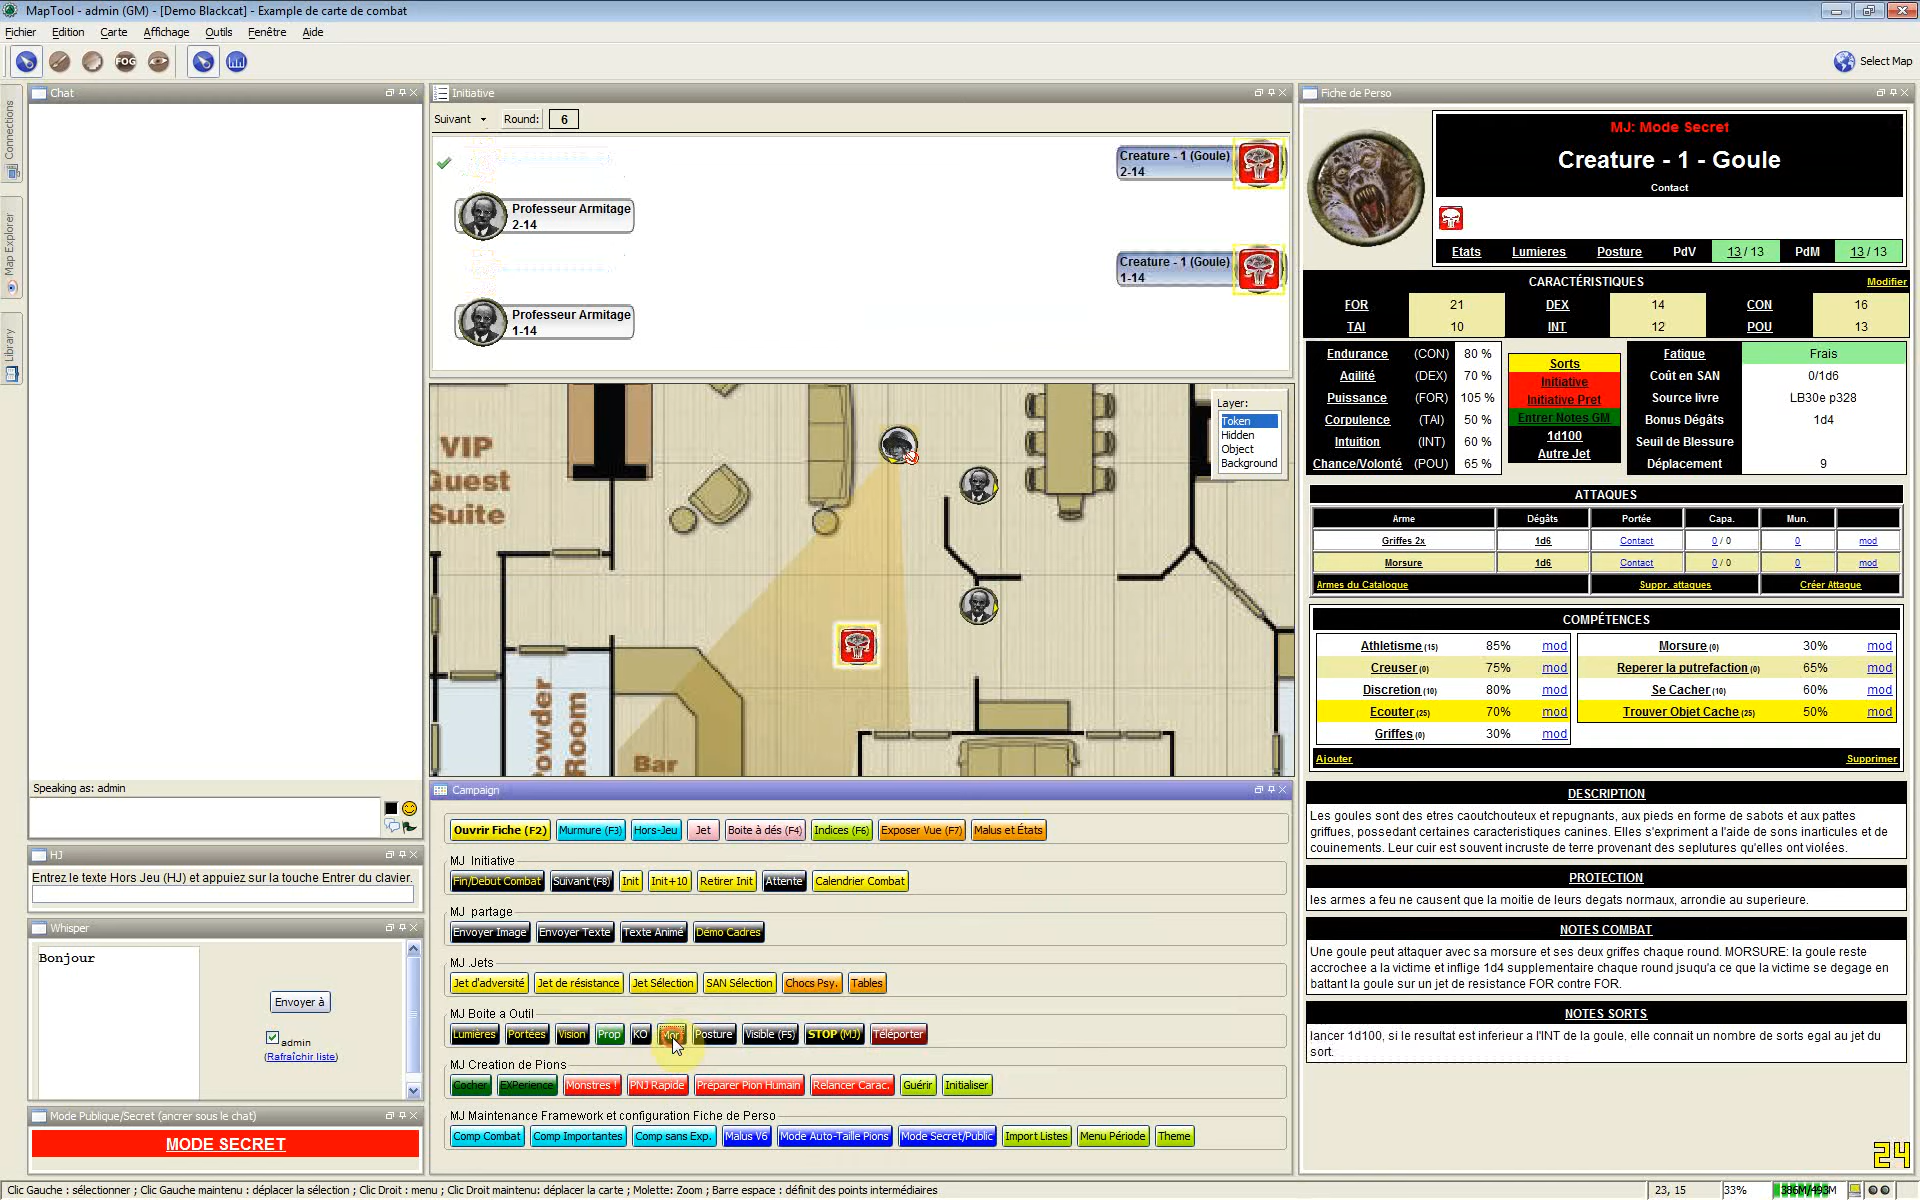 MapTool - admin (GM) - [Demo Blackcat] - Example de carte de combat
Fichier Edition Carte Affichage Outils Fenêtre Aide
FOG
Select Map
Connections
Map Explorer
Library
Chat
Speaking as: admin
HJ
Entrez le texte Hors Jeu (HJ) et appuiez sur la touche Entrer du clavier.
Whisper
Bonjour
Envoyer à
admin
(Rafraîchir liste)
Mode Publique/Secret (ancrer sous le chat)
MODE SECRET
Initiative
Suivant Round: 6
Creature - 1 (Goule)
2-14
Professeur Armitage
2-14
Creature - 1 (Goule)
1-14
Professeur Armitage
1-14
Layer:
Token
Hidden
Object
Background
VIP
Guest
Suite
Powder
Room
Bar
Campaign
Ouvrir Fiche (F2) Murmure (F3) Hors-Jeu Jet Boite à dés (F4) Indices (F6) Exposer Vue (F7) Malus et États
MJ Initiative
Fin/Debut Combat Suivant (F8) Init Init+10 Retirer Init Attente Calendrier Combat
MJ partage
Envoyer Image Envoyer Texte Texte Animé Démo Cadres
MJ Jets
Jet d'adversité Jet de résistance Jet Sélection SAN Sélection Chocs Psy. Tables
MJ Boite a Outil
Lumières Portées Vision Prop KO Mort Posture Visible (F5) STOP (MJ) Téléporter
MJ Creation de Pions
Cocher EXPerience Monstres ! PNJ Rapide Préparer Pion Humain Relancer Carac. Guérir Initialiser
MJ Maintenance Framework et configuration Fiche de Perso
Comp Combat Comp Importantes Comp sans Exp. Malus V6 Mode Auto-Taille Pions Mode Secret/Public Import Listes Menu Période Theme
Fiche de Perso
MJ: Mode Secret
Creature - 1 - Goule
Contact
Etats Lumieres Posture PdV 13 / 13 PdM 13 / 13
CARACTÉRISTIQUES Modifier
FOR 21 DEX 14 CON 16
TAI 10 INT 12 POU 13
Endurance (CON) 80 %
Agilité (DEX) 70 %
Puissance (FOR) 105 %
Corpulence (TAI) 50 %
Intuition (INT) 60 %
Chance/Volonté (POU) 65 %
Sorts
Initiative
Initiative Pret
Entrer Notes GM
1d100
Autre Jet
Fatigue Frais
Coût en SAN 0/1d6
Source livre LB30e p328
Bonus Dégâts 1d4
Seuil de Blessure
Déplacement 9
ATTAQUES
Arme Dégâts Portée Capa. Mun.
Griffes 2x 1d6 Contact 0 / 0 0 mod
Morsure 1d6 Contact 0 / 0 0 mod
Armes du Catalogue Suppr. attaques Créer Attaque
COMPÉTENCES
Athletisme (15) 85% mod
Creuser (0) 75% mod
Discretion (10) 80% mod
Ecouter (25) 70% mod
Griffes (0) 30% mod
Morsure (0) 30% mod
Reperer la putrefaction (0) 65% mod
Se Cacher (10) 60% mod
Trouver Objet Cache (25) 50% mod
Ajouter Supprimer
DESCRIPTION
Les goules sont des etres caoutchouteux et repugnants, aux pieds en forme de sabots et aux pattes
griffues, possedant certaines caracteristiques canines. Elles s'expriment a l'aide de sons inarticules et de
couinements. Leur cuir est souvent incruste de terre provenant des seplutures qu'elles ont violées.
PROTECTION
les armes a feu ne causent que la moitie de leurs degats normaux, arrondie au superieure.
NOTES COMBAT
Une goule peut attaquer avec sa morsure et ses deux griffes chaque round. MORSURE: la goule reste
accrochee a la victime et inflige 1d4 supplementaire chaque round jsuqu'a ce que la victime se degage en
battant la goule sur un jet de resistance FOR contre FOR.
NOTES SORTS
lancer 1d100, si le resultat est inferieur a l'INT de la goule, elle connait un nombre de sorts egal au jet du
sort.
24
Clic Gauche : sélectionner ; Clic Gauche maintenu : déplacer la sélection ; Clic Droit : menu ; Clic Droit maintenu: déplacer la carte ; Molette: Zoom ; Barre espace : définit des points intermédiaires
23, 15 33% 386M/493M